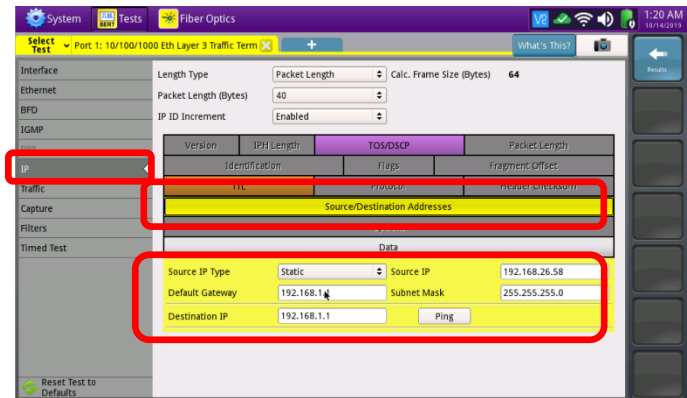 System Tests Fiber Optics 1:20 AM
10/14/2019
Select Test Port 1: 10/100/1000 Eth Layer 3 Traffic Term + What's This?
Results
Interface
Ethernet
BFD
IGMP
IP
Traffic
Capture
Filters
Timed Test
Reset Test to Defaults
Length Type Packet Length Calc. Frame Size (Bytes) 64
Packet Length (Bytes) 40
IP ID Increment Enabled
Version IPH Length TOS/DSCP Packet Length
Identification Flags Fragment Offset
TTL Protocol Header Checksum
Source/Destination Addresses
Data
Source IP Type Static Source IP 192.168.26.58
Default Gateway 192.168.1.1 Subnet Mask 255.255.255.0
Destination IP 192.168.1.1 Ping